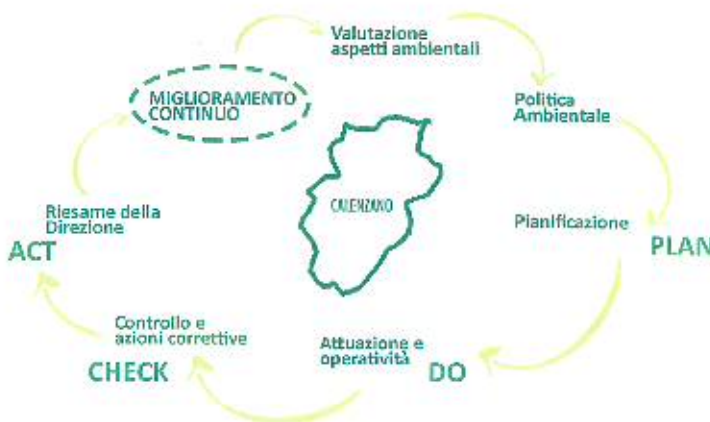 Valutazione
aspetti ambientali
MIGLIORAMENTO
CONTINUO
Politica
Ambientale
CALENZANO
Riesame della
Direzione
ACT
Pianificazione
PLAN
Controllo e
azioni correttive
CHECK
Attuazione e
operatività
DO